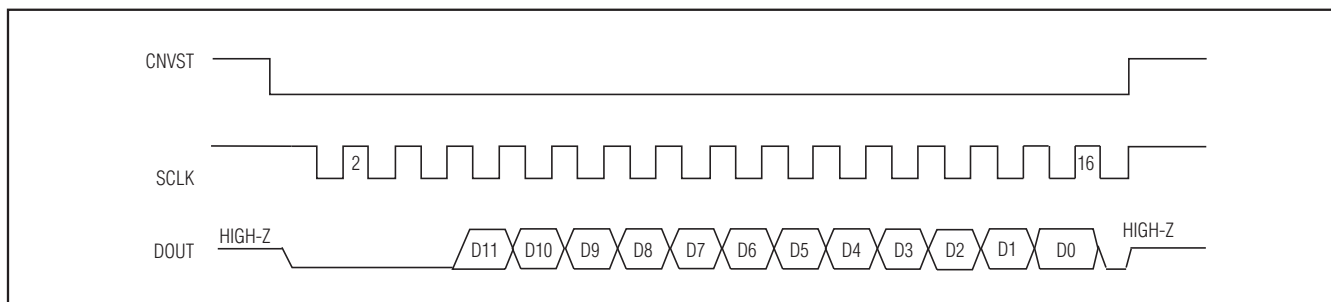 CNVST
2
16
SCLK
HIGH-Z
HIGH-Z
DOUT
D11 D10 D9 D8 D7 D6 D5 D4 D3 D2 D1 D0